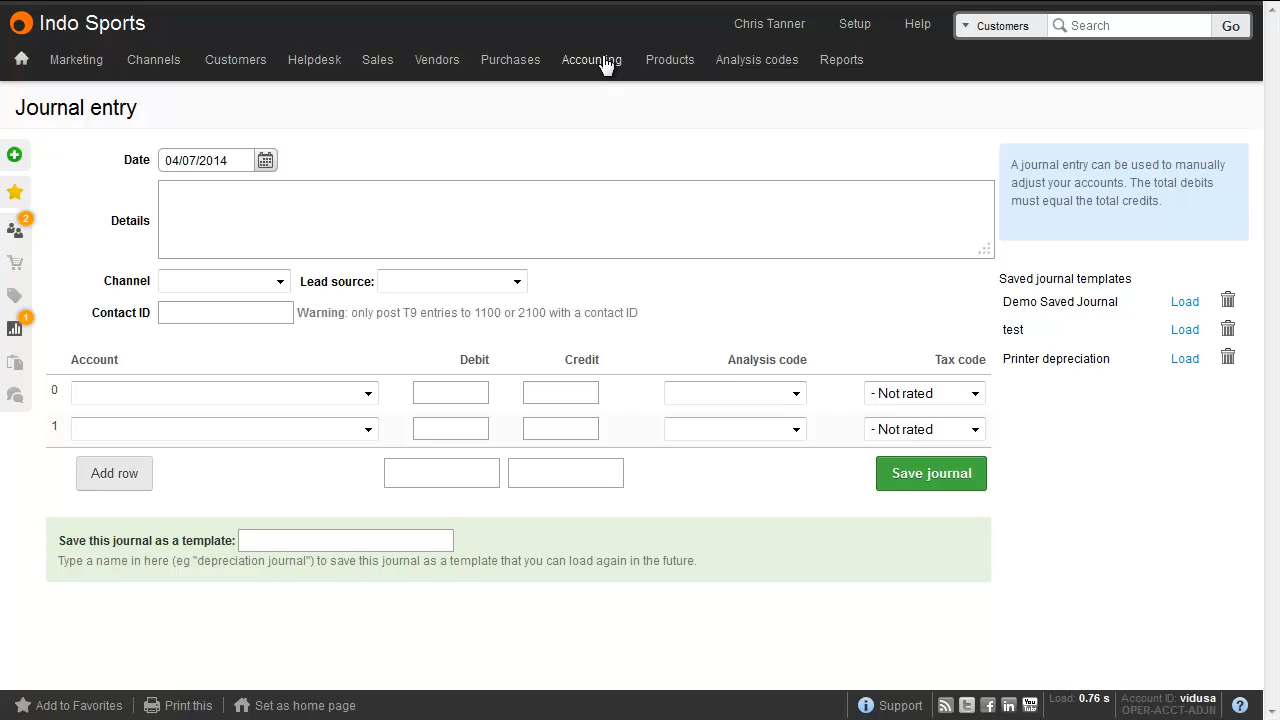 Indo Sports
Chris Tanner Setup Help Customers Search Go
Marketing Channels Customers Helpdesk Sales Vendors Purchases Accounting Products Analysis codes Reports
Journal entry
Date 04/07/2014
A journal entry can be used to manually
adjust your accounts. The total debits
must equal the total credits.
Details
2
Channel Lead source:
Saved journal templates
Contact ID Warning: only post T9 entries to 1100 or 2100 with a contact ID
Demo Saved Journal Load
1
test Load
Printer depreciation Load
Account Debit Credit Analysis code Tax code
0 - Not rated
1 - Not rated
Add row Save journal
Save this journal as a template:
Type a name in here (eg "depreciation journal") to save this journal as a template that you can load again in the future.
Add to Favorites Print this Set as home page Support You Tube Load: 0.76 s Account ID: vidusa
OPER-ACCT-ADJN